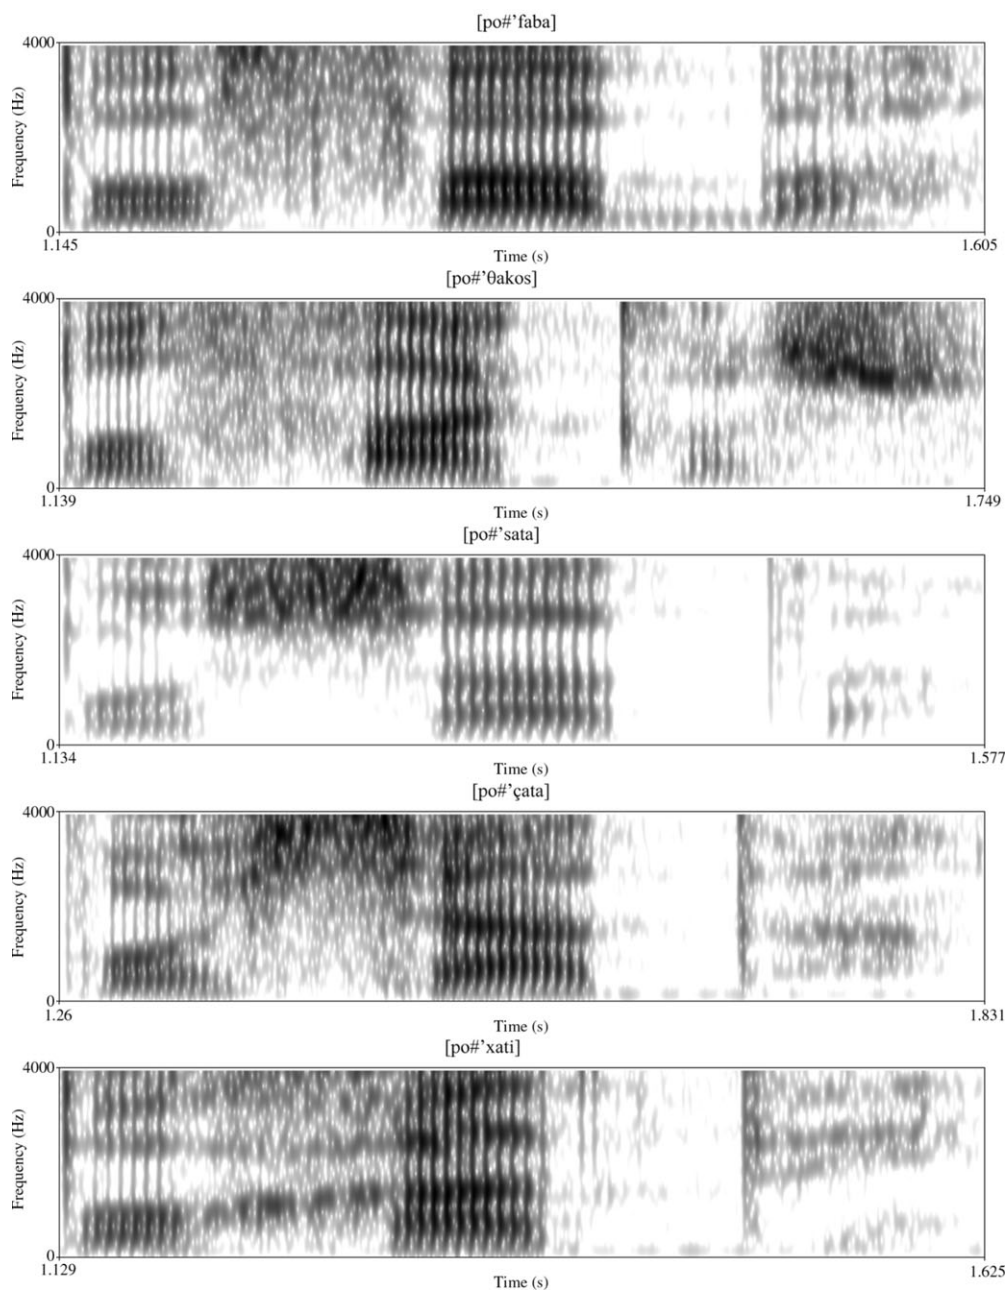 [po#'faba]
4000
Frequency (Hz)
0
1.145
1.605
Time (s)
[po#'θakos]
4000
Frequency (Hz)
0
1.139
1.749
Time (s)
[po#'sata]
4000
Frequency (Hz)
0
1.134
1.577
Time (s)
[po#'çata]
4000
Frequency (Hz)
0
1.26
1.831
Time (s)
[po#'xati]
4000
Frequency (Hz)
0
1.129
1.625
Time (s)